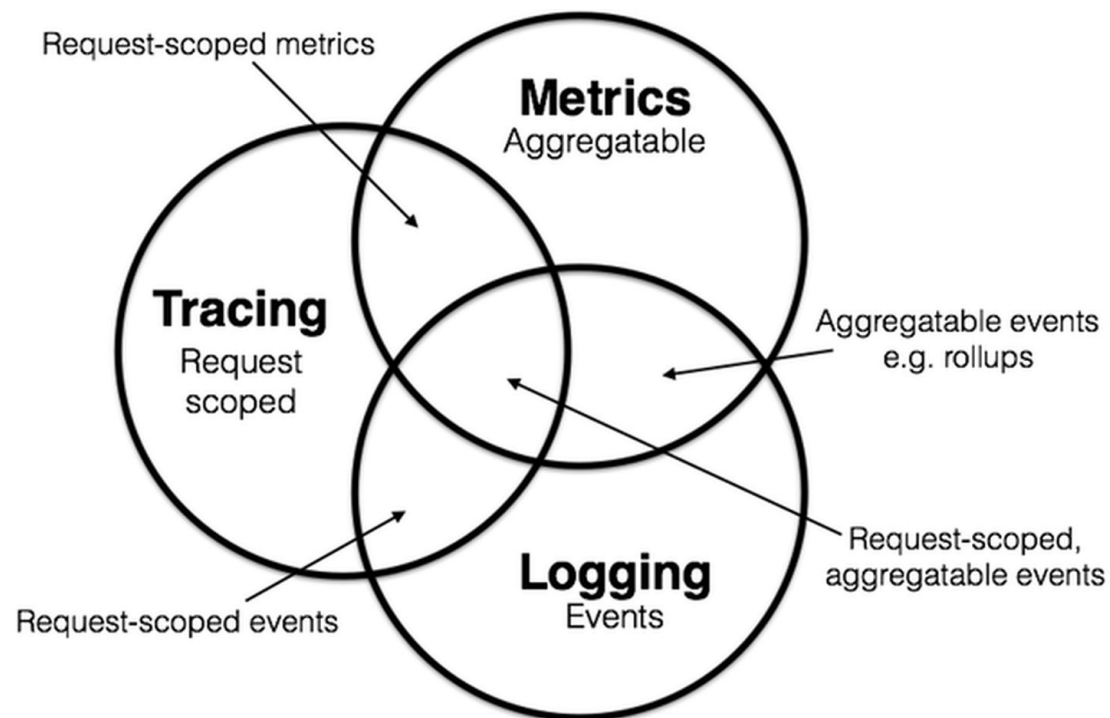 Request-scoped metrics
Metrics
Aggregatable
Tracing
Request
scoped
Aggregatable events
e.g. rollups
Request-scoped,
aggregatable events
Logging
Events
Request-scoped events